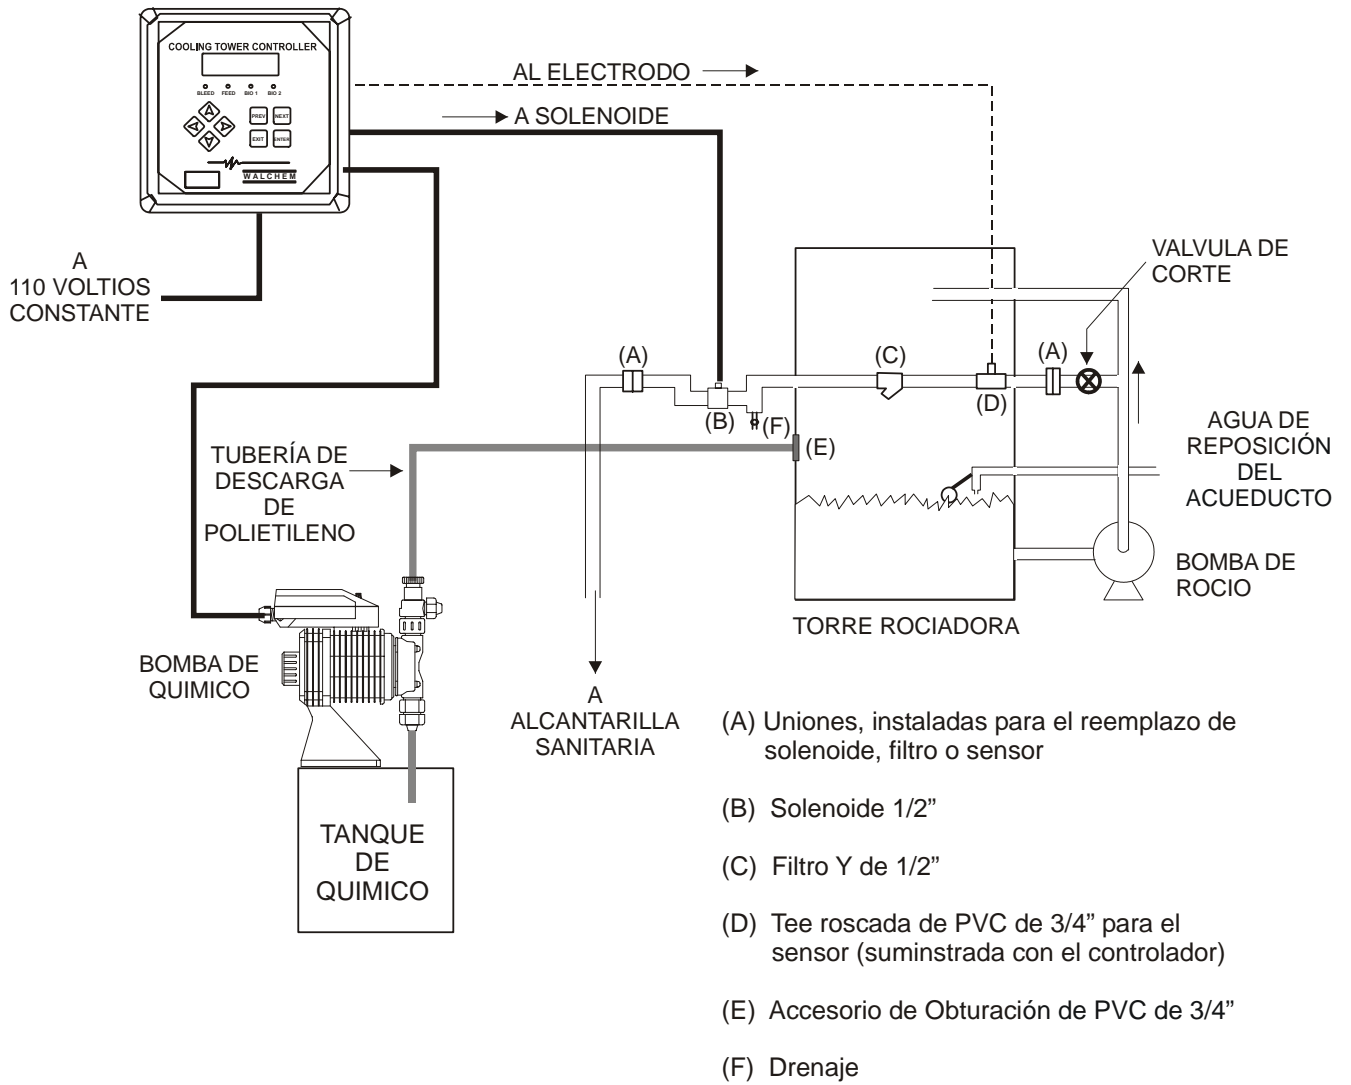 COOLING TOWER CONTROLLER
BLEED FEED BIO 1 BIO 2
PREV NEXT
EXIT ENTER
WALCHEM
AL ELECTRODO
A SOLENOIDE
A
110 VOLTIOS
CONSTANTE
VALVULA DE
CORTE
(A)
(C)
(A)
(B)
(F)
(D)
(E)
TUBERÍA DE
DESCARGA
DE
POLIETILENO
AGUA DE
REPOSICIÓN
DEL
ACUEDUCTO
BOMBA DE
ROCIO
TORRE ROCIADORA
BOMBA DE
QUIMICO
A
ALCANTARILLA
SANITARIA
TANQUE
DE
QUIMICO
(A) Uniones, instaladas para el reemplazo de
solenoide, filtro o sensor
(B) Solenoide 1/2”
(C) Filtro Y de 1/2”
(D) Tee roscada de PVC de 3/4” para el
sensor (suminstrada con el controlador)
(E) Accesorio de Obturación de PVC de 3/4”
(F) Drenaje